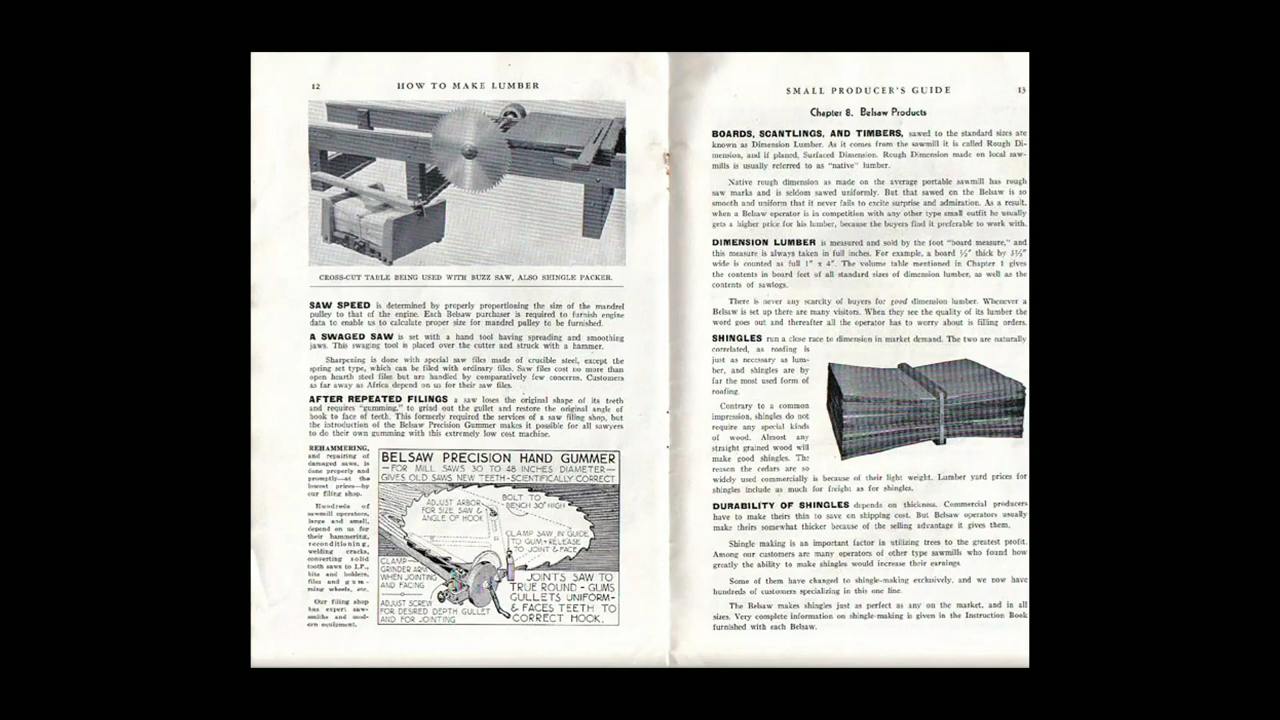 12
HOW TO MAKE LUMBER
CROSS-CUT TABLE BEING USED WITH BUZZ SAW, ALSO SHINGLE PACKER.
SAW SPEED is determined by properly proportioning the size of the mandrel
pulley to that of the engine. Each Belsaw purchaser is required to furnish engine
data to enable us to calculate proper size for mandrel pulley to be furnished.
A SWAGED SAW is set with a hand tool having spreading and smoothing
jaws. This swaging tool is placed over the cutter and struck with a hammer.
Sharpening is done with special saw files made of crucible steel, except the
spring set type, which can be filed with ordinary files. Saw files cost no more than
open hearth steel files but are handled by comparatively few concerns. Customers
as far away as Africa depend on us for their saw files.
AFTER REPEATED FILINGS a saw loses the original shape of its teeth
and requires "gumming," to grind out the gullet and restore the original angle of
hook to face of teeth. This formerly required the services of a saw filing shop, but
the introduction of the Belsaw Precision Gummer makes it possible for all sawyers
to do their own gumming with this extremely low cost machine.
REHAMMERING,
and repairing of
damaged saws, is
done properly and
promptly—at the
lowest prices—by
our filing shop.
Hundreds of
sawmill operators,
large and small,
depend on us for
their hammering,
reconditioning,
welding cracks,
converting solid
tooth saws to I.P.,
bits and holders,
files and gum-
ming wheels, etc.
Our filing shop
has expert saw-
smiths and mod-
ern equipment.
BELSAW PRECISION HAND GUMMER
—FOR MILL SAWS 30 TO 48 INCHES DIAMETER—
GIVES OLD SAWS NEW TEETH-SCIENTIFICALLY CORRECT
ADJUST ARBOR
FOR SIZE SAW &
ANGLE OF HOOK
BOLT TO
BENCH 30" HIGH
CLAMP SAW IN GUIDE
TO GUM-RELEASE
TO JOINT & FACE
CLAMP
GRINDER ARM
WHEN JOINTING
AND FACING
ADJUST SCREW
FOR DESIRED DEPTH GULLET
AND FOR JOINTING
JOINTS SAW TO
TRUE ROUND - GUMS
GULLETS UNIFORM-
& FACES TEETH TO
CORRECT HOOK.
SMALL PRODUCER'S GUIDE
13
Chapter 8. Belsaw Products
BOARDS, SCANTLINGS, AND TIMBERS, sawed to the standard sizes are
known as Dimension Lumber. As it comes from the sawmill it is called Rough Di-
mension, and if planed, Surfaced Dimension. Rough Dimension made on local saw-
mills is usually referred to as "native" lumber.
Native rough dimension as made on the average portable sawmill has rough
saw marks and is seldom sawed uniformly. But that sawed on the Belsaw is so
smooth and uniform that it never fails to excite surprise and admiration. As a result,
when a Belsaw operator is in competition with any other type small outfit he usually
gets a higher price for his lumber, because the buyers find it preferable to work with.
DIMENSION LUMBER is measured and sold by the foot "board measure," and
this measure is always taken in full inches. For example, a board ½" thick by 3½"
wide is counted as full 1" x 4". The volume table mentioned in Chapter 1 gives
the contents in board feet of all standard sizes of dimension lumber, as well as the
contents of sawlogs.
There is never any scarcity of buyers for good dimension lumber. Whenever a
Belsaw is set up there are many visitors. When they see the quality of its lumber the
word goes out and thereafter all the operator has to worry about is filling orders.
SHINGLES run a close race to dimension in market demand. The two are naturally
correlated, as roofing is
just as necessary as lum-
ber, and shingles are by
far the most used form of
roofing.
Contrary to a common
impression, shingles do not
require any special kinds
of wood. Almost any
straight grained wood will
make good shingles. The
reason the cedars are so
widely used commercially is because of their light weight. Lumber yard prices for
shingles include as much for freight as for shingles.
DURABILITY OF SHINGLES depends on thickness. Commercial producers
have to make theirs thin to save on shipping cost. But Belsaw operators usually
make theirs somewhat thicker because of the selling advantage it gives them.
Shingle making is an important factor in utilizing trees to the greatest profit.
Among our customers are many operators of other type sawmills who found how
greatly the ability to make shingles would increase their earnings.
Some of them have changed to shingle-making exclusively, and we now have
hundreds of customers specializing in this one line.
The Belsaw makes shingles just as perfect as any on the market, and in all
sizes. Very complete information on shingle-making is given in the Instruction Book
furnished with each Belsaw.